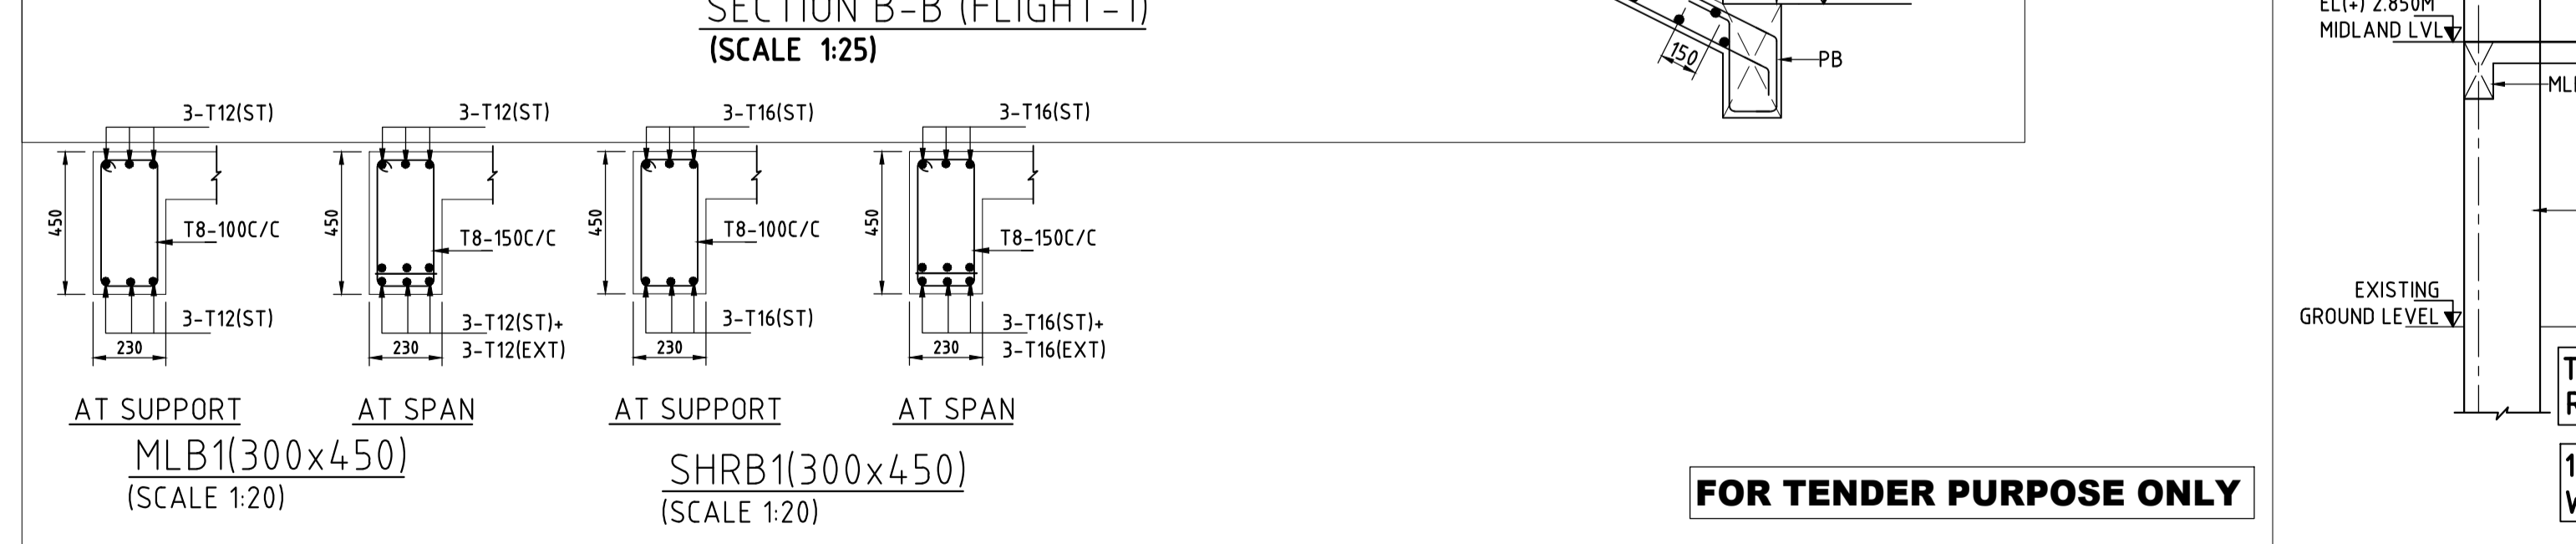 SECTION B-B (FLIGHT-1)
(SCALE 1:25)
150
PB
EL(+) 2.850M
MIDLAND LVL
3-T12(ST)
3-T12(ST)
3-T16(ST)
3-T16(ST)
450
T8-100C/C
450
T8-150C/C
450
T8-100C/C
450
T8-150C/C
3-T12(ST)
3-T12(ST)+
3-T12(EXT)
3-T16(ST)
3-T16(ST)+
3-T16(EXT)
230
230
230
230
AT SUPPORT
AT SPAN
AT SUPPORT
AT SPAN
MLB1(300x450)
(SCALE 1:20)
SHRB1(300x450)
(SCALE 1:20)
EXISTING
GROUND LEVEL
FOR TENDER PURPOSE ONLY